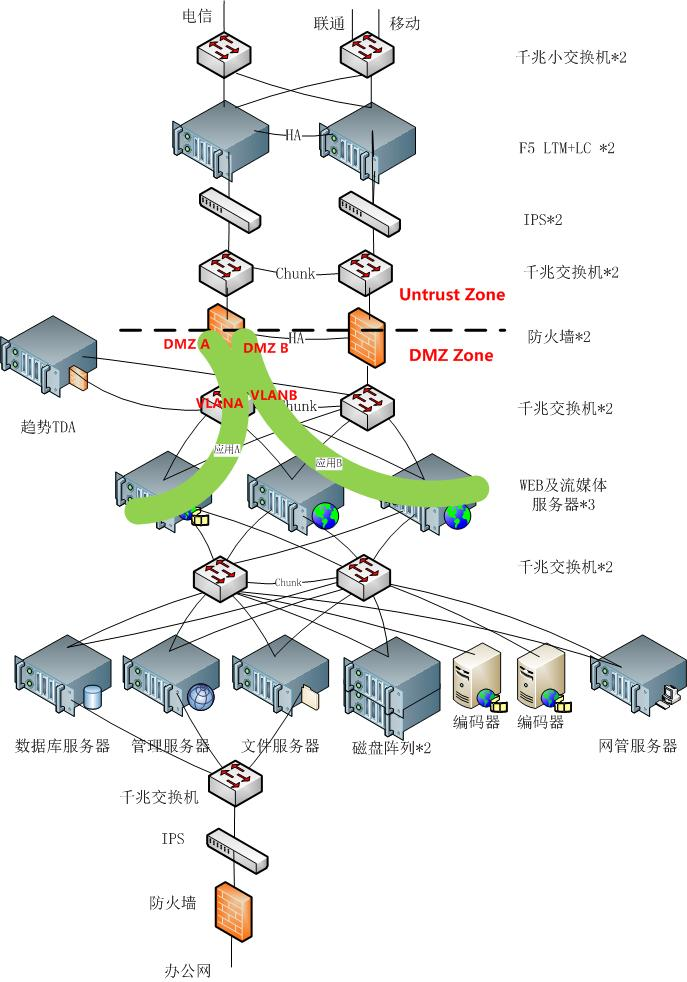 电信
联通
移动
千兆小交换机*2
HA
F5 LTM+LC *2
IPS*2
Chunk
千兆交换机*2
Untrust Zone
DMZ A
DMZ B
HA
防火墙*2
DMZ Zone
趋势TDA
VLANA
VLANB
hunk
千兆交换机*2
应用A
应用B
WEB及流媒体
服务器*3
Chunk
千兆交换机*2
数据库服务器
管理服务器
文件服务器
磁盘阵列*2
编码器
编码器
网管服务器
千兆交换机
IPS
防火墙
办公网